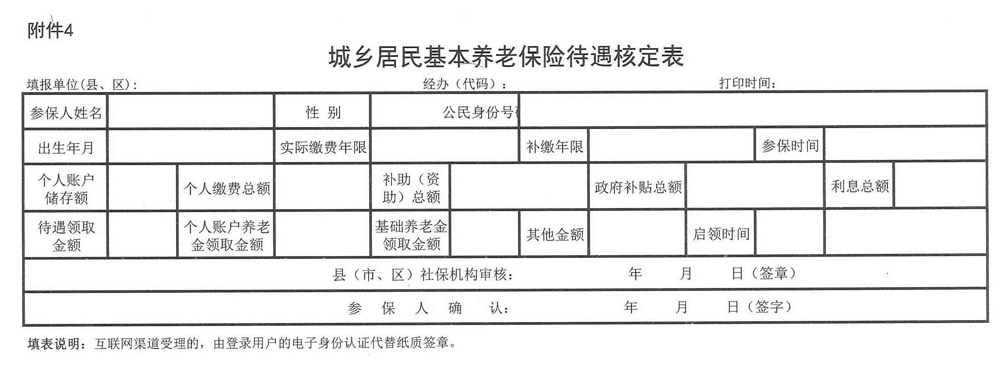 附件4
城乡居民基本养老保险待遇核定表
填报单位(县、区): 经办（代码）: 打印时间:
参保人姓名 性 别 公民身份号
出生年月 实际缴费年限 补缴年限 参保时间
个人账户
储存额
个人缴费总额
补助（资
助）总额
政府补贴总额
利息总额
待遇领取
金额
个人账户养老
金领取金额
基础养老金
领取金额
其他金额
启领时间
县（市、区）社保机构审核: 年 月 日（签章）
参 保 人 确 认: 年 月 日（签字）
填表说明: 互联网渠道受理的，由登录用户的电子身份认证代替纸质签章。